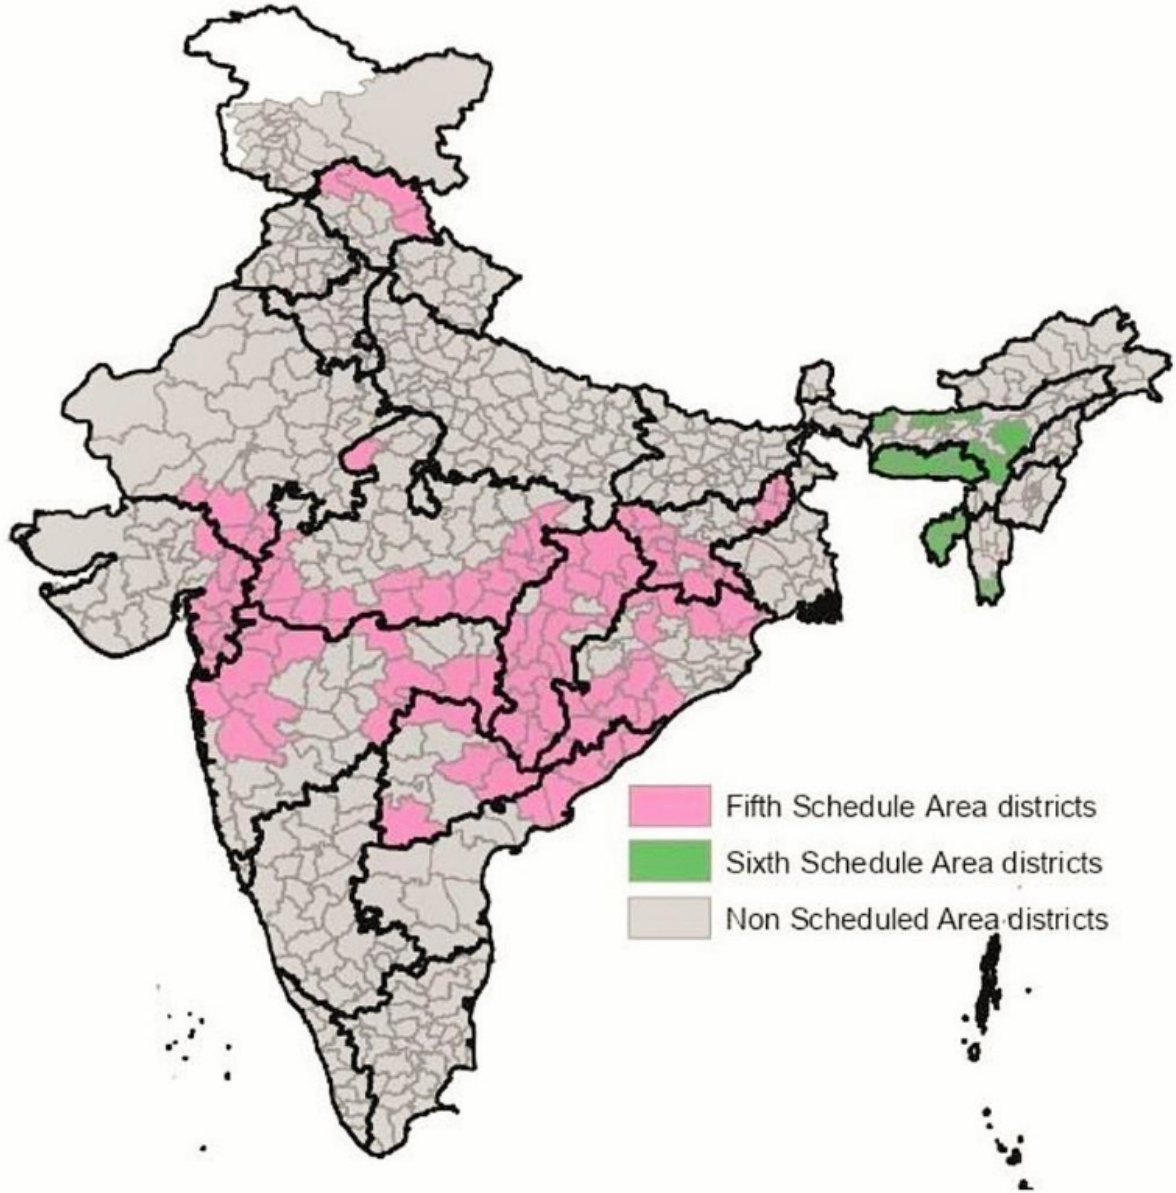 Fifth Schedule Area districts
Sixth Schedule Area districts
Non Scheduled Area districts